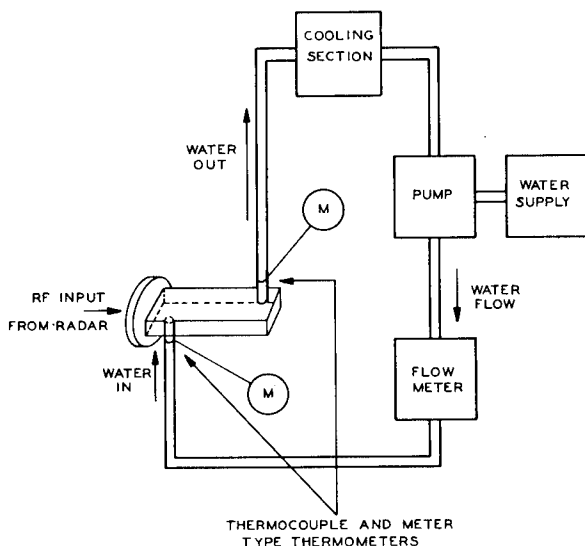 COOLING
SECTION
WATER
OUT
PUMP
WATER
SUPPLY
M
RF INPUT
FROM RADAR
WATER
FLOW
WATER
IN
M
FLOW
METER
THERMOCOUPLE AND METER
TYPE THERMOMETERS